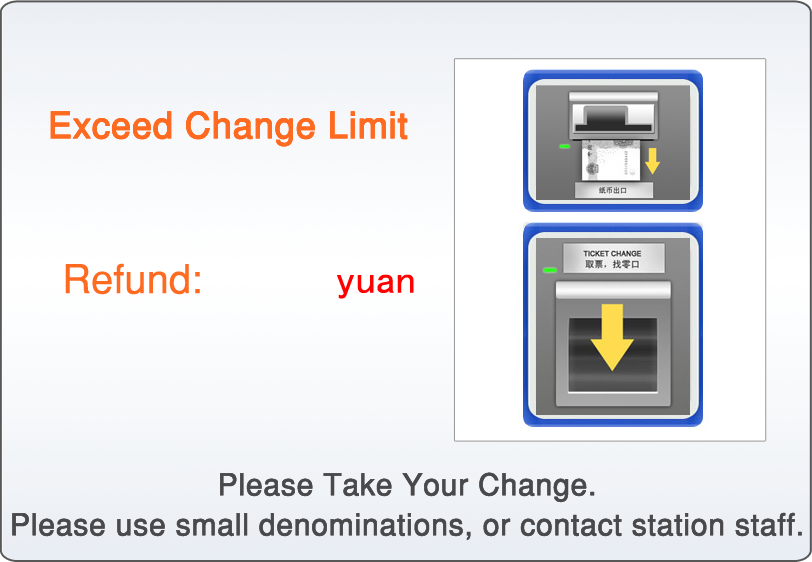 Exceed Change Limit
纸币出口
TICKET CHANGE
取票，找零口
Refund: yuan
Please Take Your Change.
Please use small denominations, or contact station staff.